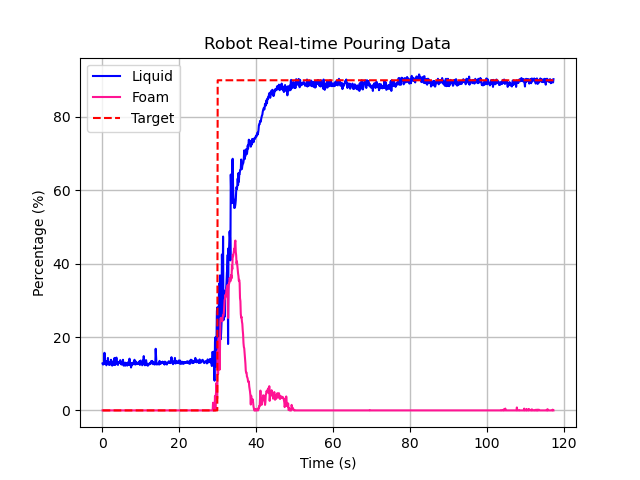 Robot Real-time Pouring Data
Liquid
Foam
Target
Percentage (%)
80
60
40
20
0
0 20 40 60 80 100 120
Time (s)